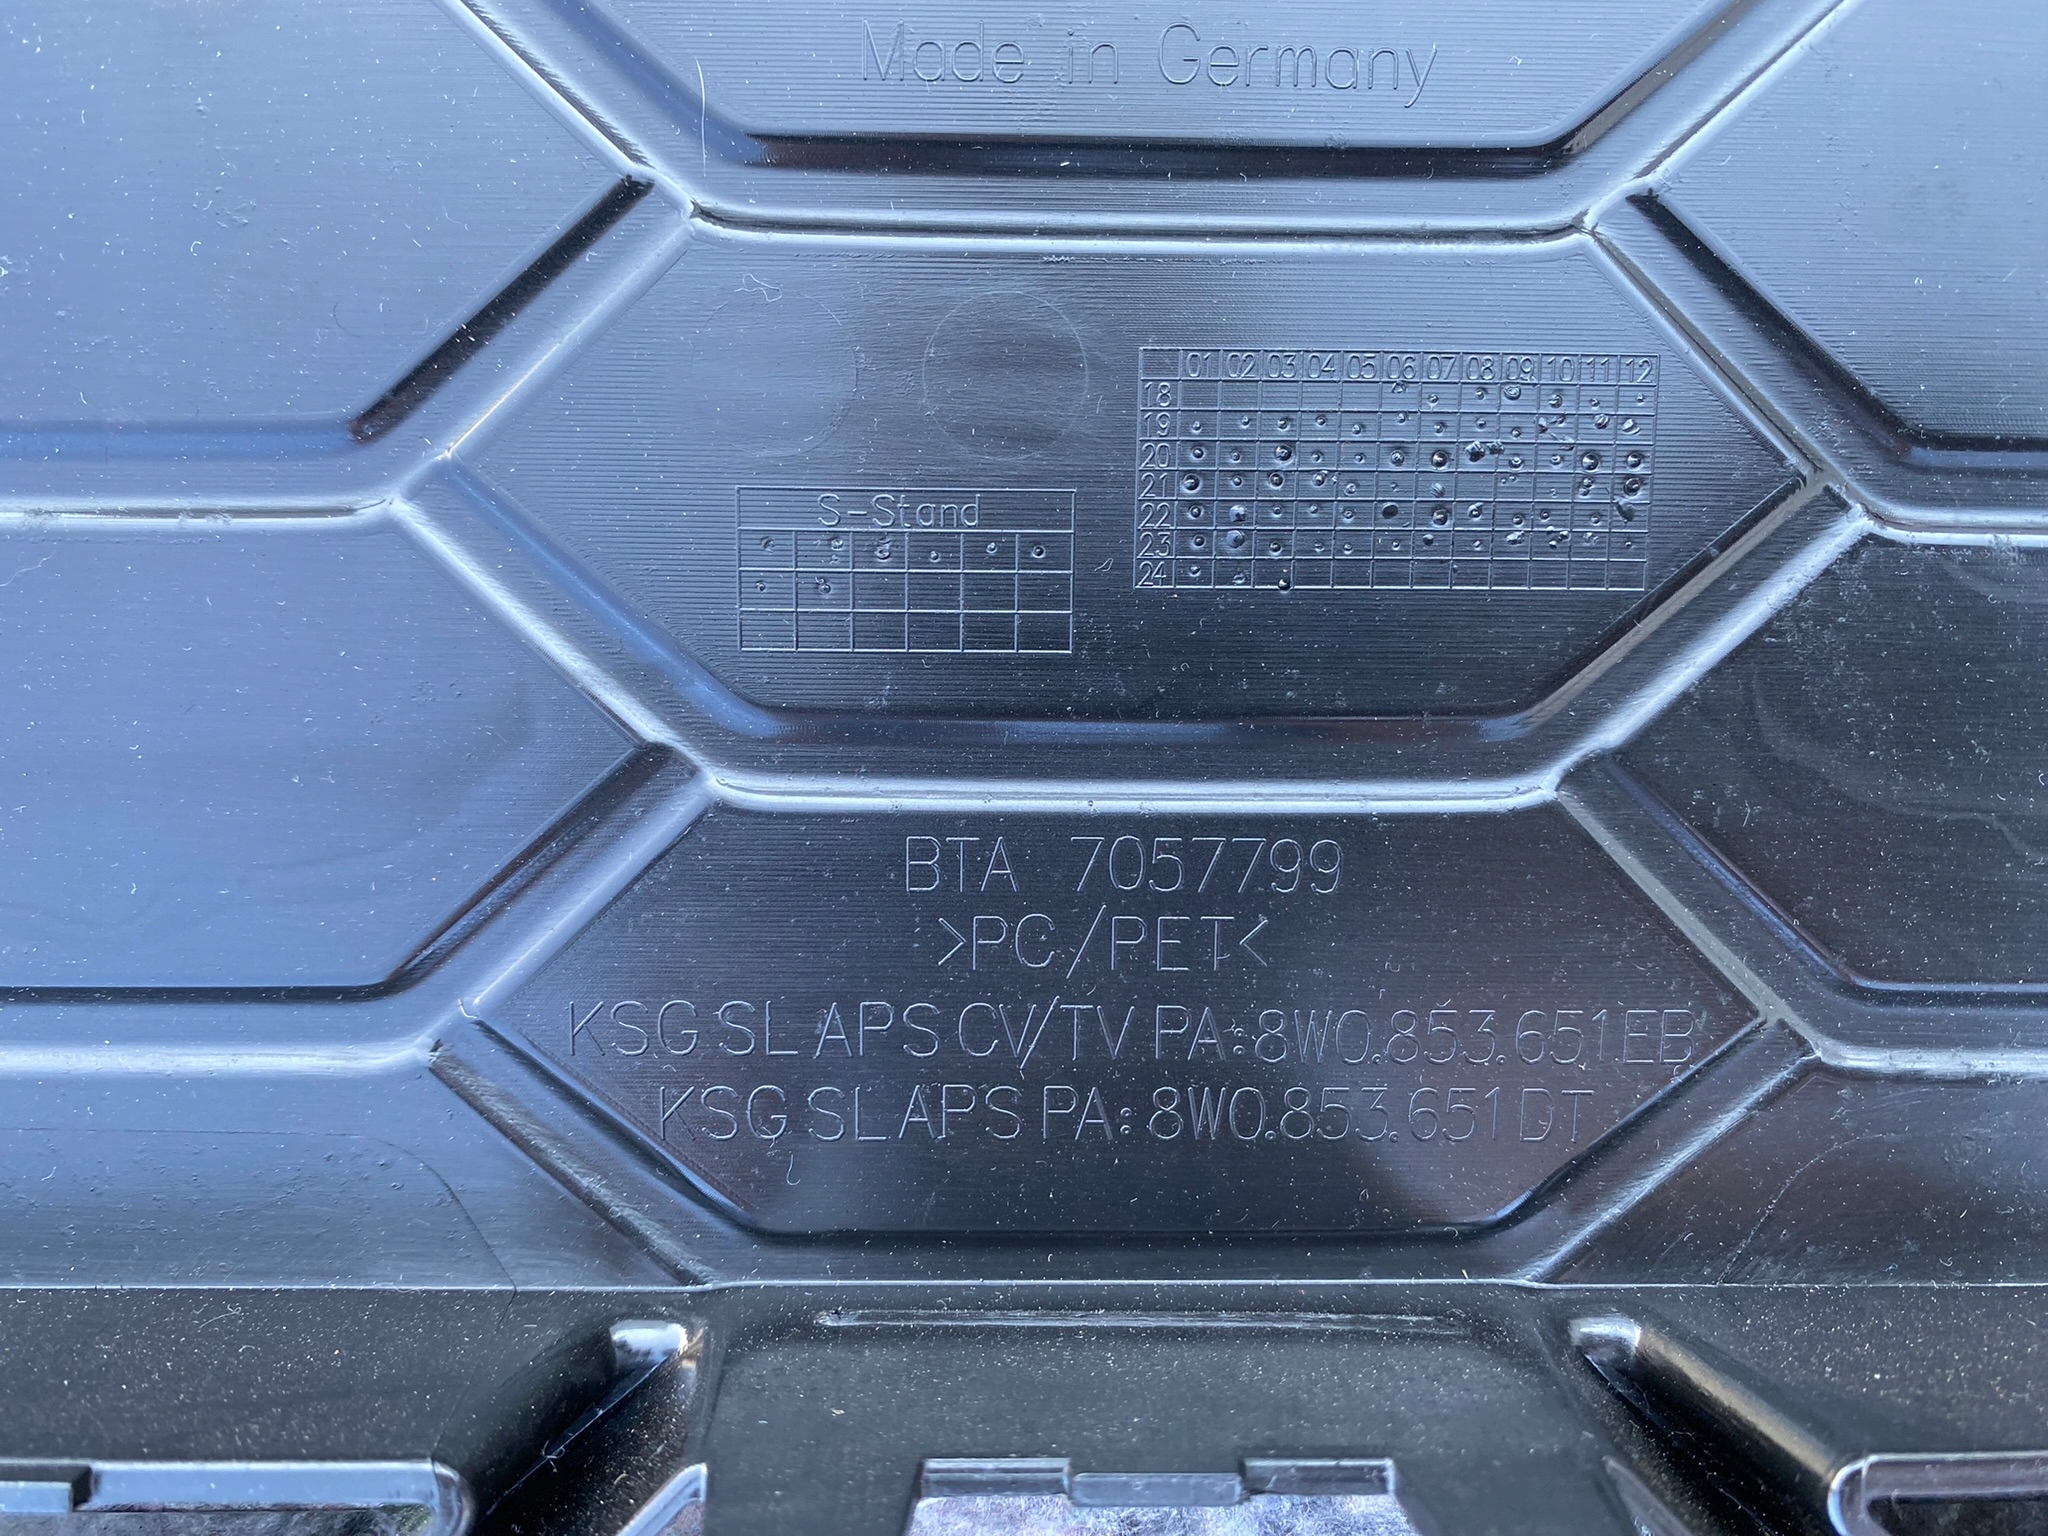 Made in Germany
01 02 03 04 05 06 07 08 09 10 11 12
18
19
20
21
22
23
24
S-Stand
BTA 7057799
>PC/PET<
KSG SL APS CV/TV PA:8W0.853.651.EB
KSG SL APS PA:8W0.853.651 DT